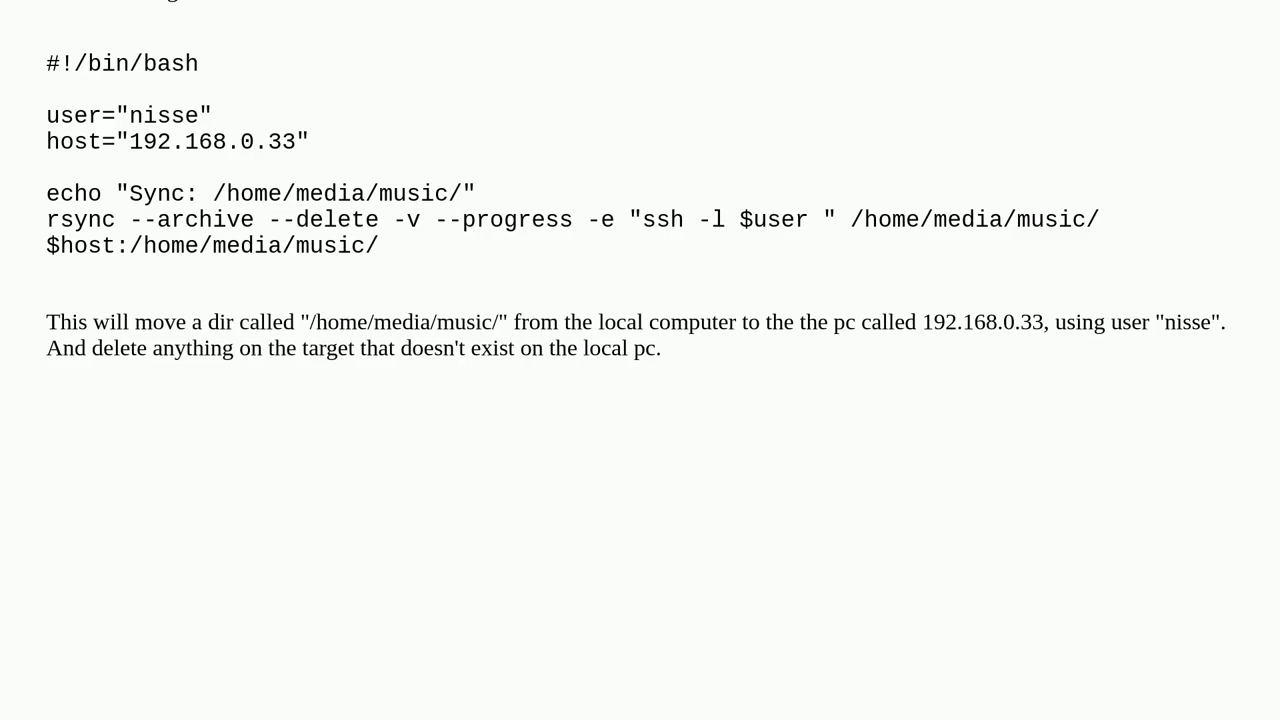 #!/bin/bash
user="nisse"
host="192.168.0.33"
echo "Sync: /home/media/music/"
rsync --archive --delete -v --progress -e "ssh -l $user " /home/media/music/
$host:/home/media/music/
This will move a dir called "/home/media/music/" from the local computer to the the pc called 192.168.0.33, using user "nisse".
And delete anything on the target that doesn't exist on the local pc.